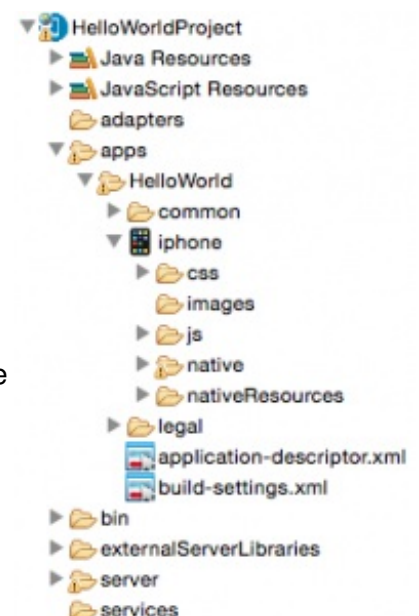 HelloWorldProject
Java Resources
JavaScript Resources
adapters
apps
HelloWorld
common
iphone
css
images
js
e
native
nativeResources
legal
application-descriptor.xml
build-settings.xml
bin
externalServerLibraries
server
services